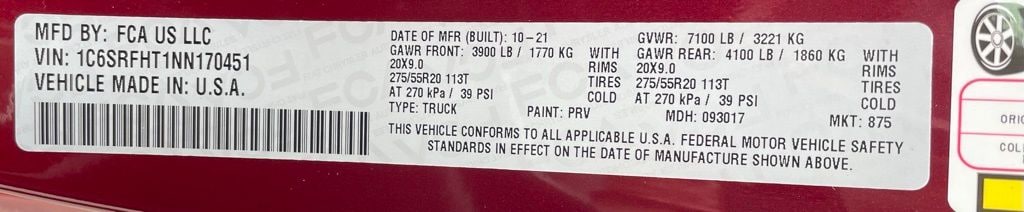 MFD BY: FCA US LLC
VIN: 1C6SRFHT1NN170451
VEHICLE MADE IN: U.S.A.
DATE OF MFR (BUILT): 10-21
GAWR FRONT: 3900 LB / 1770 KG WITH
20X9.0 RIMS
275/55R20 113T TIRES
AT 270 kPa / 39 PSI COLD
TYPE: TRUCK PAINT: PRV
GVWR: 7100 LB / 3221 KG
GAWR REAR: 4100 LB / 1860 KG WITH
20X9.0 RIMS
275/55R20 113T TIRES
AT 270 kPa / 39 PSI COLD
MDH: 093017 MKT: 875
THIS VEHICLE CONFORMS TO ALL APPLICABLE U.S.A. FEDERAL MOTOR VEHICLE SAFETY
STANDARDS IN EFFECT ON THE DATE OF MANUFACTURE SHOWN ABOVE.